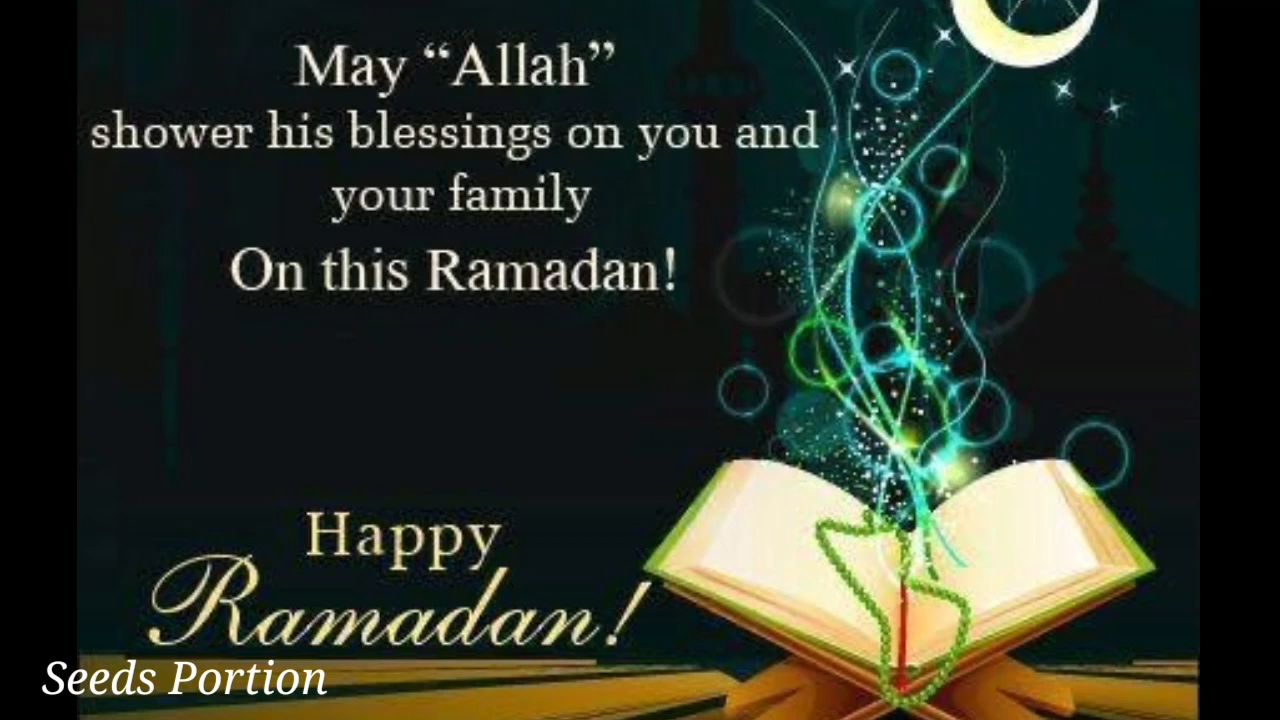 May “Allah”
shower his blessings on you and
your family
On this Ramadan!
Happy
Ramadan!
Seeds Portion